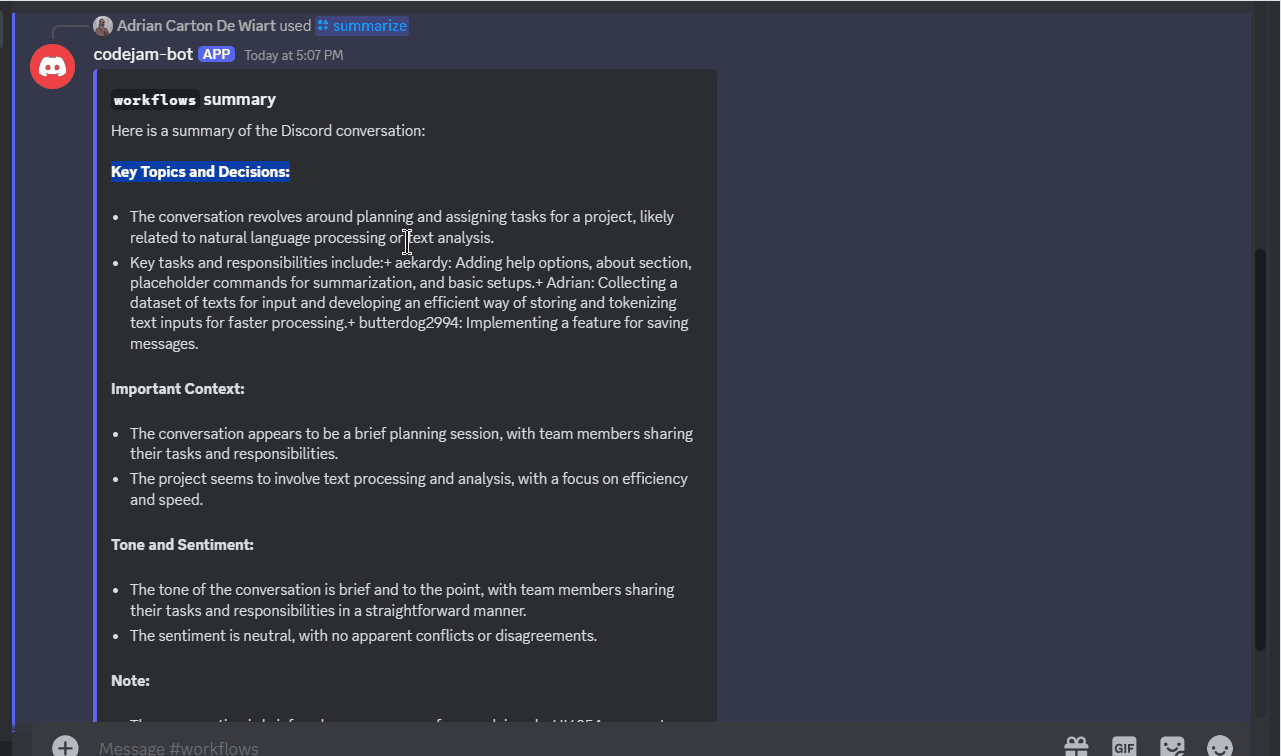 Adrian Carton De Wiart used summarize
codejam-bot APP Today at 5:07 PM
workflows summary
Here is a summary of the Discord conversation:
Key Topics and Decisions:
• The conversation revolves around planning and assigning tasks for a project, likely
related to natural language processing or text analysis.
• Key tasks and responsibilities include:+ aekardy: Adding help options, about section,
placeholder commands for summarization, and basic setups.+ Adrian: Collecting a
dataset of texts for input and developing an efficient way of storing and tokenizing
text inputs for faster processing.+ butterdog2994: Implementing a feature for saving
messages.
Important Context:
• The conversation appears to be a brief planning session, with team members sharing
their tasks and responsibilities.
• The project seems to involve text processing and analysis, with a focus on efficiency
and speed.
Tone and Sentiment:
• The tone of the conversation is brief and to the point, with team members sharing
their tasks and responsibilities in a straightforward manner.
• The sentiment is neutral, with no apparent conflicts or disagreements.
Note:
Message #workflows
GIF